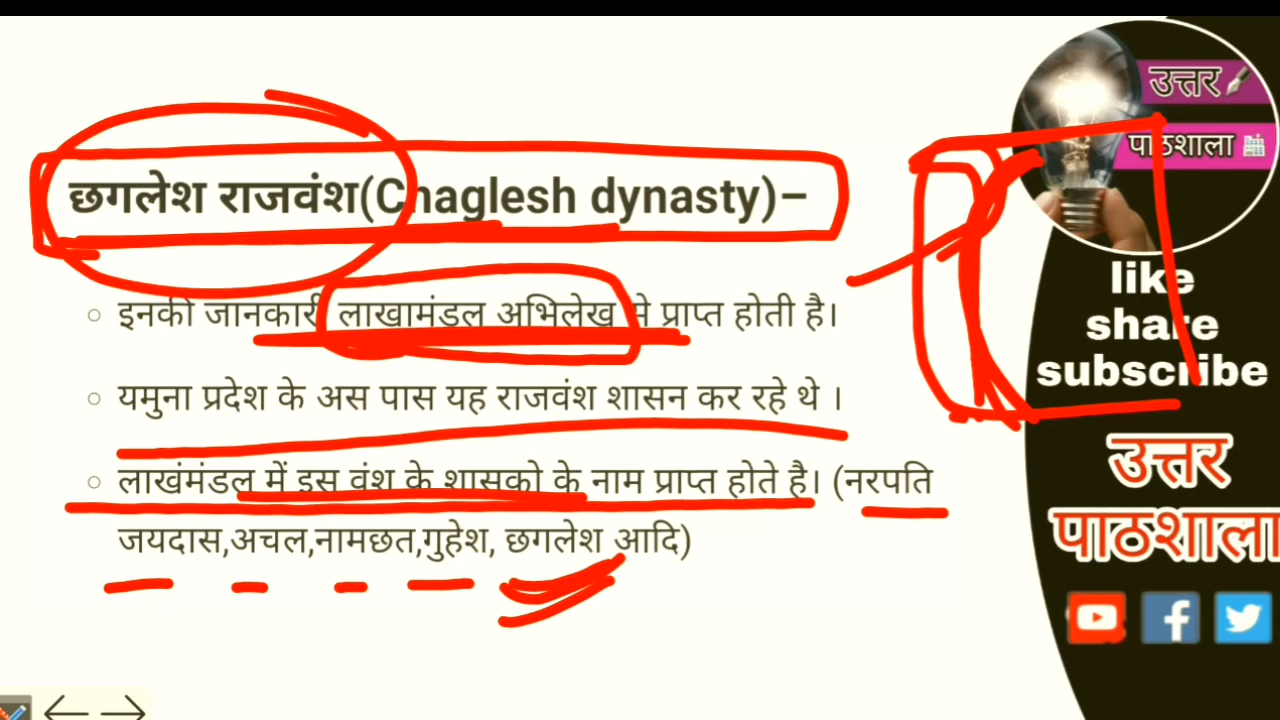 छगलेश राजवंश(Chaglesh dynasty)–
इनकी जानकारी लाखामंडल अभिलेख से प्राप्त होती है।
यमुना प्रदेश के अस पास यह राजवंश शासन कर रहे थे ।
लाखंमंडल में इस वंश के शासको के नाम प्राप्त होते है। (नरपति
जयदास,अचल,नामछत,गुहेश, छगलेश आदि)
उत्तर
पाठशाला
like
share
subscribe
उत्तर
पाठशाला